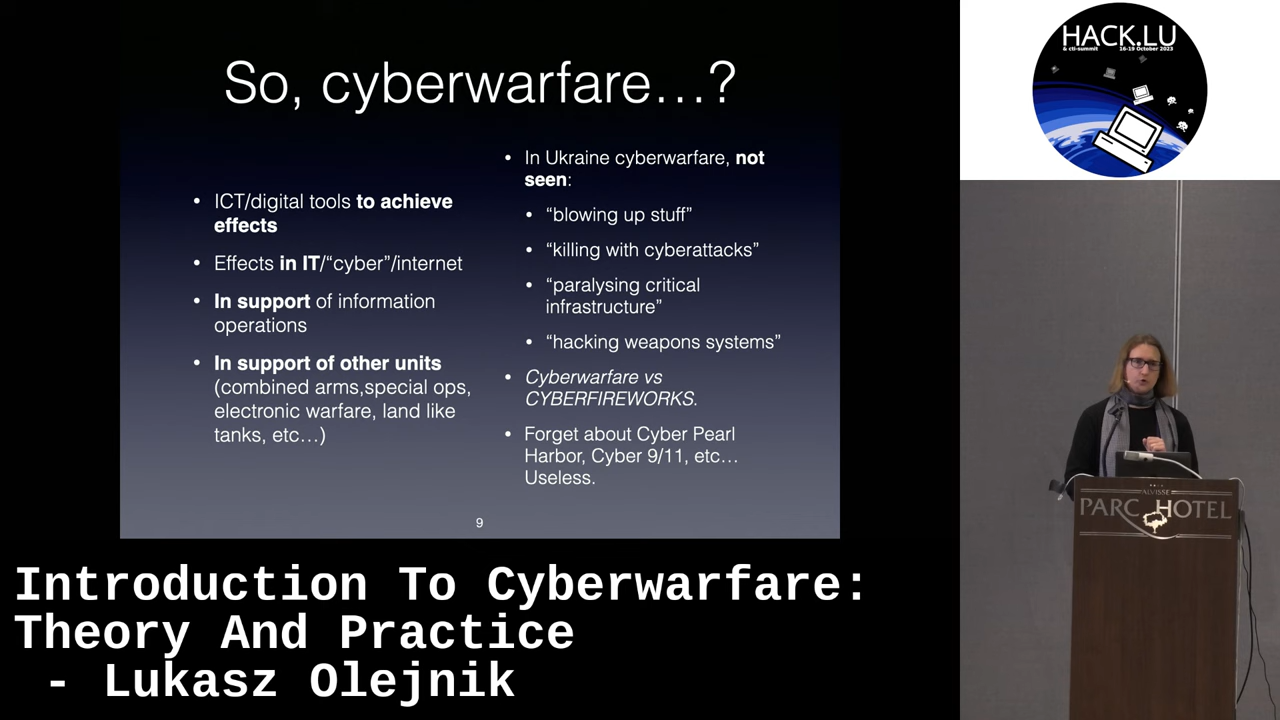 So, cyberwarfare…?
• ICT/digital tools to achieve
effects
• Effects in IT/“cyber”/internet
• In support of information
operations
• In support of other units
(combined arms,special ops,
electronic warfare, land like
tanks, etc…)
• In Ukraine cyberwarfare, not
seen:
• “blowing up stuff”
• “killing with cyberattacks”
• “paralysing critical
infrastructure”
• “hacking weapons systems”
• Cyberwarfare vs
CYBERFIREWORKS.
• Forget about Cyber Pearl
Harbor, Cyber 9/11, etc…
Useless.
9
HACK.LU
& cti-summit 16-19 October 2023
ALVISSE
PARC HOTEL
Introduction To Cyberwarfare:
Theory And Practice
- Lukasz Olejnik